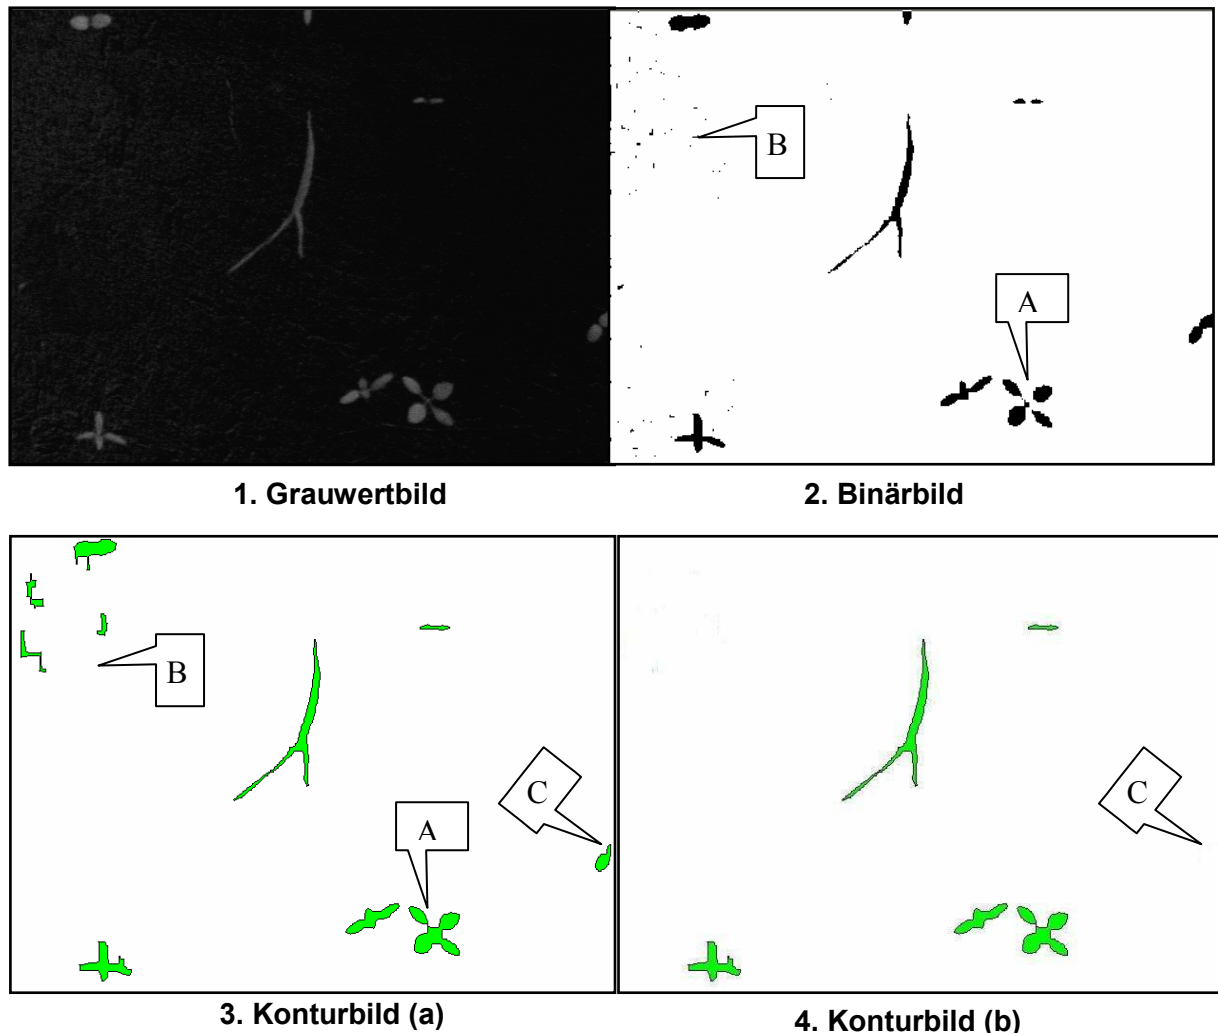 B
A
1. Grauwertbild
2. Binärbild
B
C
C
A
3. Konturbild (a)
4. Konturbild (b)